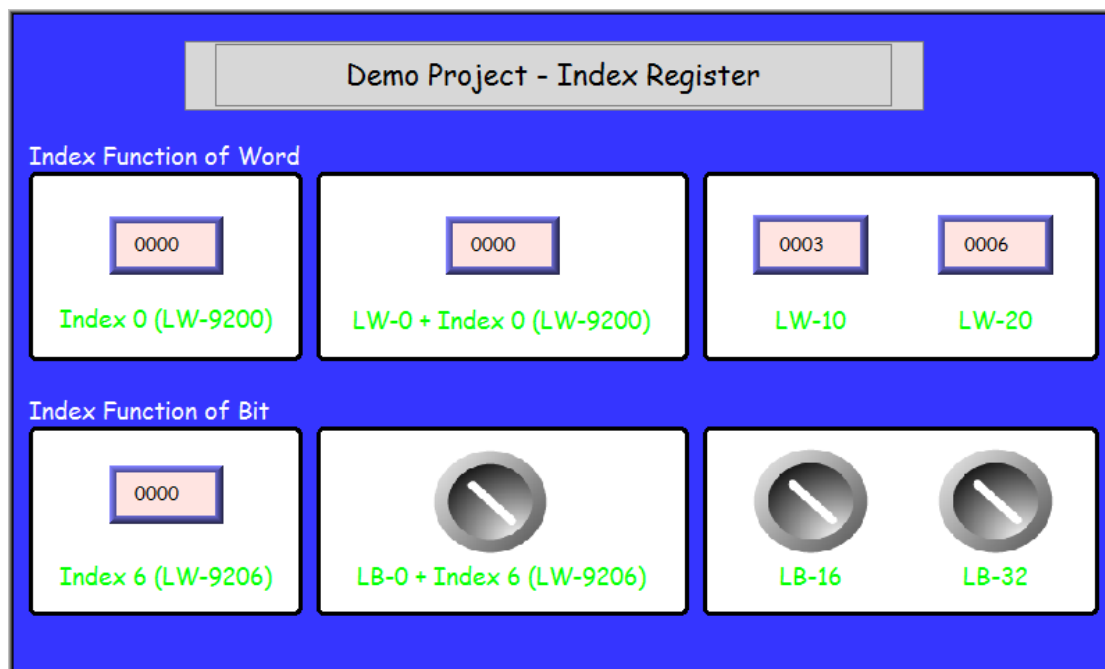 Demo Project - Index Register
Index Function of Word
0000
0000
0003
0006
Index 0 (LW-9200)
LW-0 + Index 0 (LW-9200)
LW-10
LW-20
Index Function of Bit
0000
Index 6 (LW-9206)
LB-0 + Index 6 (LW-9206)
LB-16
LB-32